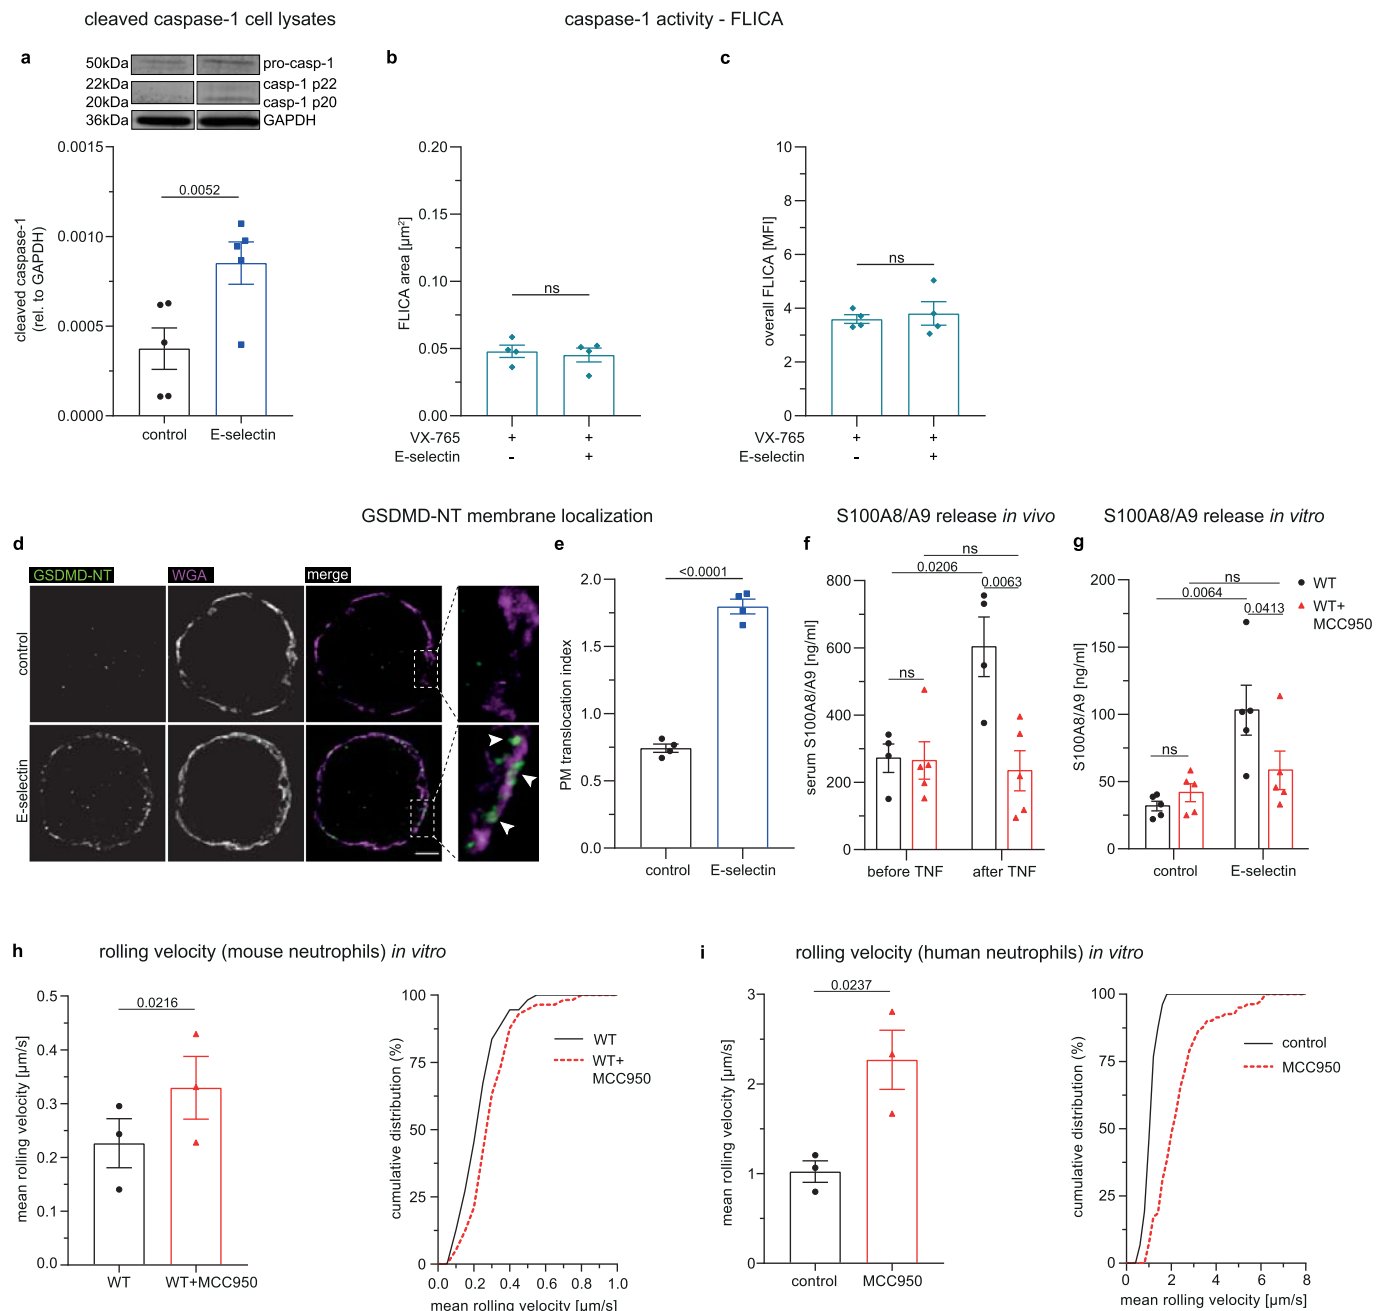 cleaved caspase-1 cell lysates
caspase-1 activity - FLICA
a
50kDa
pro-casp-1
22kDa
casp-1 p22
20kDa
casp-1 p20
36kDa
GAPDH
0.0015
0.0010
0.0005
0.0000
cleaved caspase-1
(rel. to GAPDH)
0.0052
control
E-selectin
b
0.20
0.15
0.10
0.05
0.00
FLICA area [µm²]
ns
VX-765 + +
E-selectin - +
c
10
8
6
4
2
0
overall FLICA [MFI]
ns
VX-765 + +
E-selectin - +
GSDMD-NT membrane localization
d
GSDMD-NT
WGA
merge
control
E-selectin
e
2.0
1.5
1.0
0.5
0.0
PM translocation index
<0.0001
control
E-selectin
S100A8/A9 release in vivo
f
800
600
400
200
0
serum S100A8/A9 [ng/ml]
ns
0.0206
0.0063
ns
before TNF
after TNF
S100A8/A9 release in vitro
g
200
150
100
50
0
S100A8/A9 [ng/ml]
ns
0.0064
0.0413
ns
control
E-selectin
WT
WT+
MCC950
h
rolling velocity (mouse neutrophils) in vitro
0.5
0.4
0.3
0.2
0.1
0.0
mean rolling velocity [µm/s]
0.0216
WT
WT+MCC950
100
75
50
25
0
cumulative distribution (%)
WT
WT+
MCC950
0.0 0.2 0.4 0.6 0.8 1.0
mean rolling velocity [µm/s]
i
rolling velocity (human neutrophils) in vitro
3
2
1
0
mean rolling velocity [µm/s]
0.0237
control
MCC950
100
75
50
25
0
cumulative distribution (%)
control
MCC950
0 2 4 6 8
mean rolling velocity [µm/s]